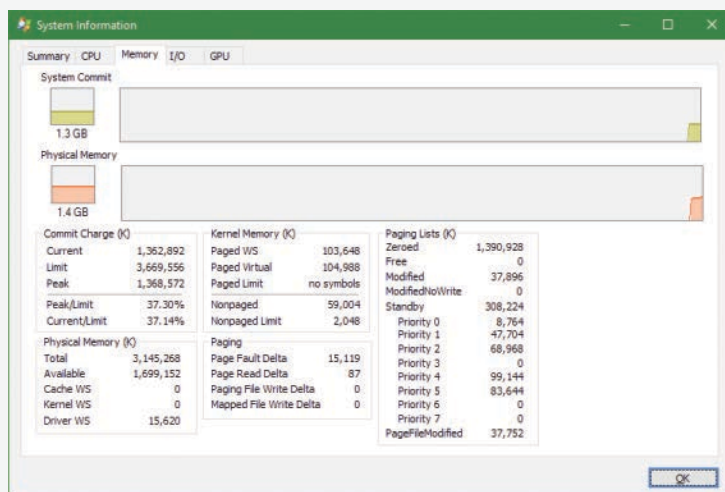 System Information
Summary CPU Memory I/O GPU
System Commit
1.3 GB
Physical Memory
1.4 GB
Commit Charge (K)
Current 1,362,892
Limit 3,669,556
Peak 1,368,572
Peak/Limit 37.30%
Current/Limit 37.14%
Physical Memory (K)
Total 3,145,268
Available 1,699,152
Cache WS 0
Kernel WS 0
Driver WS 15,620
Kernel Memory (K)
Paged WS 103,648
Paged Virtual 104,988
Paged Limit no symbols
Nonpaged 59,004
Nonpaged Limit 2,048
Paging
Page Fault Delta 15,119
Page Read Delta 87
Paging File Write Delta 0
Mapped File Write Delta 0
Paging Lists (K)
Zeroed 1,390,928
Free 0
Modified 37,896
ModifiedNoWrite 0
Standby 308,224
Priority 0 8,764
Priority 1 47,704
Priority 2 68,968
Priority 3 0
Priority 4 99,144
Priority 5 83,644
Priority 6 0
Priority 7 0
PageFileModified 37,752
OK